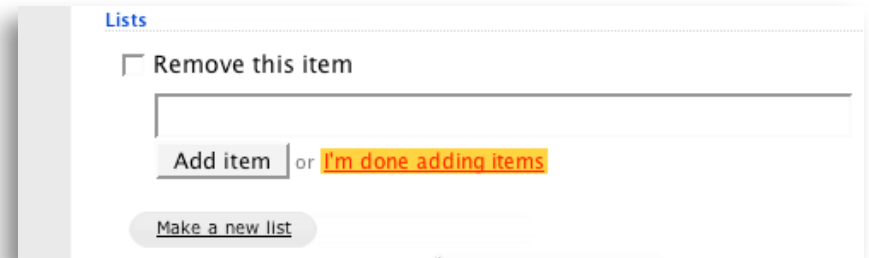 Lists
Remove this item
Add item or I'm done adding items
Make a new list